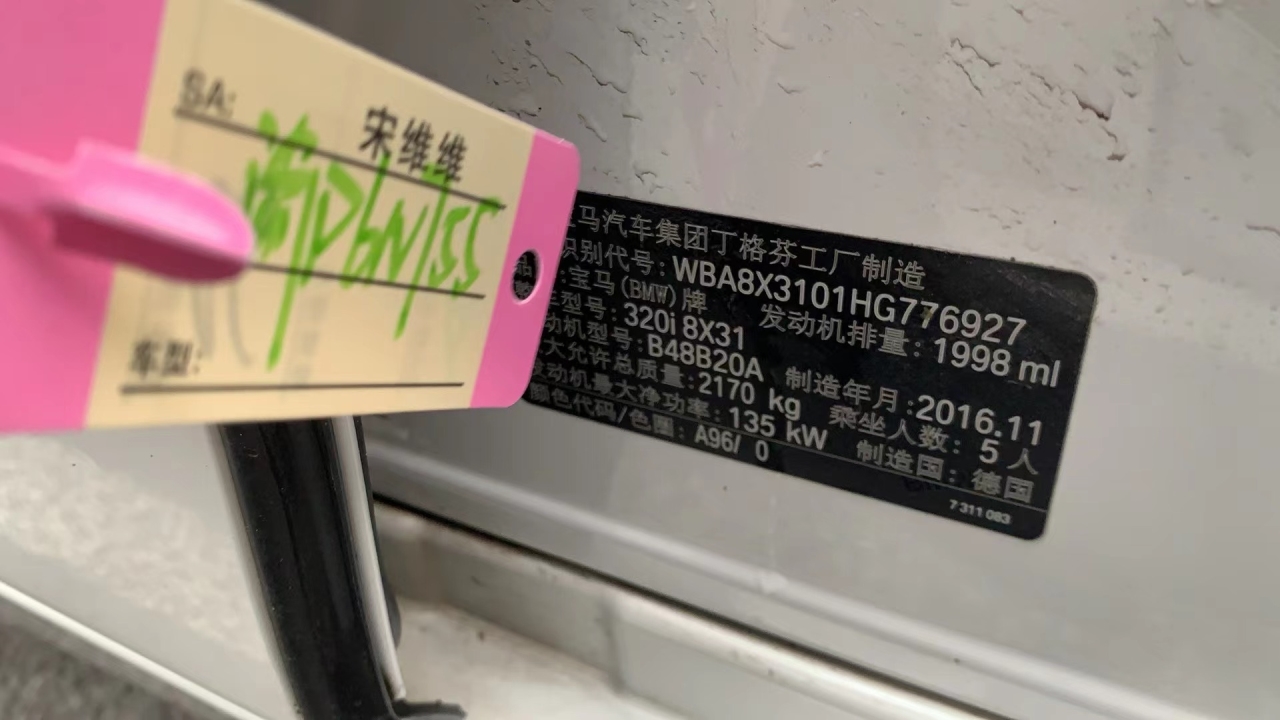 SA:
宋维维
车型:
马汽车集团丁格芬工厂制造
识别代号: WBA8X3101HG776927
: 宝马(BMW)牌 发动机排量: 1998 ml
型号: 320i 8X31
动机型号: B48B20A 制造年月: 2016.11
大允许总质量: 2170 kg 乘坐人数: 5 人
发动机最大净功率: 135 kW 制造国: 德国
颜色代码/色圈: A96/ 0
7 311 083